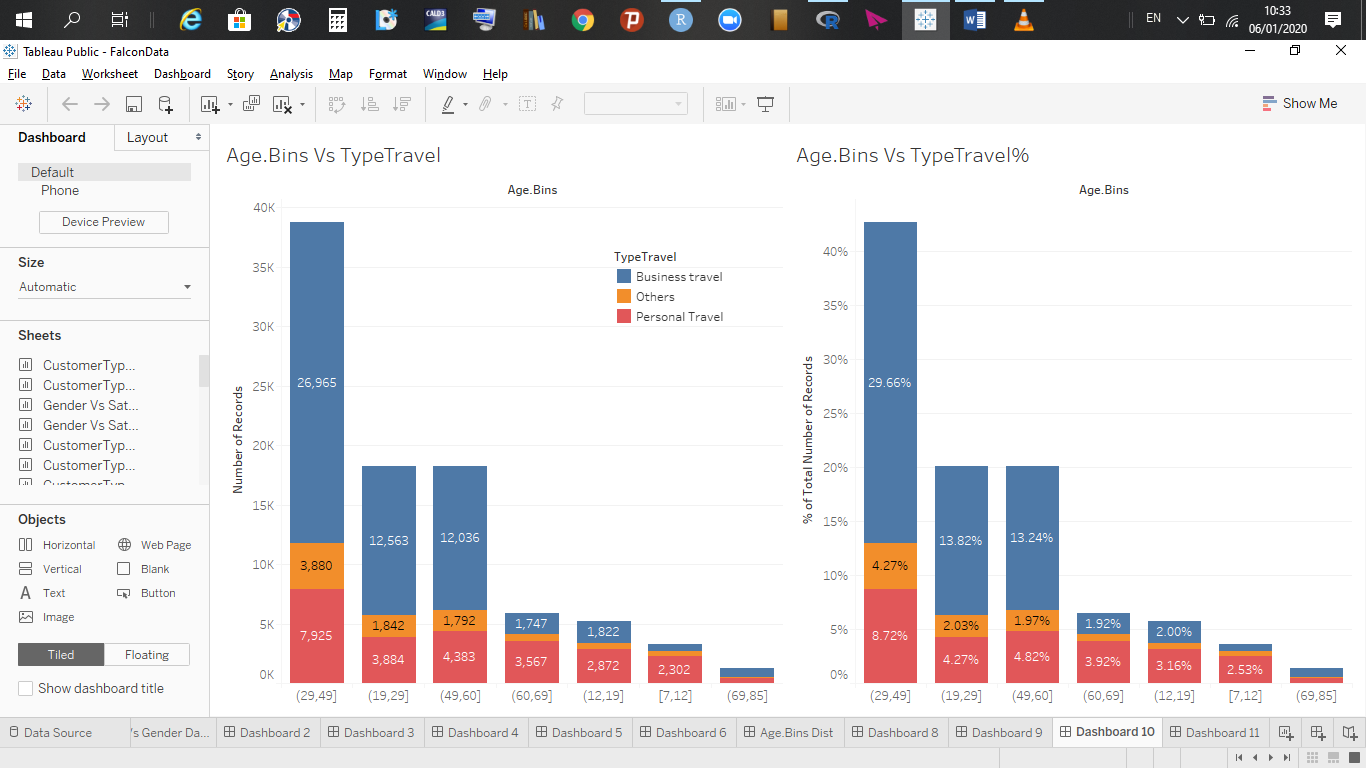 CALD3
EN
10:33
06/01/2020
Tableau Public - FalconData
File Data Worksheet Dashboard Story Analysis Map Format Window Help
Show Me
Dashboard Layout
Default
Phone
Device Preview
Size
Automatic
Sheets
CustomerTyp...
CustomerTyp...
Gender Vs Sat...
Gender Vs Sat...
CustomerTyp...
CustomerTyp...
CustomerTyp
Objects
Horizontal Web Page
Vertical Blank
Text Button
Image
Tiled Floating
Show dashboard title
Age.Bins Vs TypeTravel
Age.Bins
Number of Records
40K
35K
30K
25K
20K
15K
10K
5K
0K
TypeTravel
Business travel
Others
Personal Travel
26,965
12,563 12,036
3,880
1,842 1,792 1,747 1,822
7,925 3,884 4,383 3,567 2,872 2,302
(29,49] (19,29] (49,60] (60,69] (12,19] [7,12] (69,85]
Age.Bins Vs TypeTravel%
Age.Bins
% of Total Number of Records
40%
35%
30%
25%
20%
15%
10%
5%
0%
29.66%
13.82% 13.24%
4.27%
2.03% 1.97% 1.92% 2.00%
8.72% 4.27% 4.82% 3.92% 3.16% 2.53%
(29,49] (19,29] (49,60] (60,69] (12,19] [7,12] (69,85]
Data Source 's Gender Da... Dashboard 2 Dashboard 3 Dashboard 4 Dashboard 5 Dashboard 6 Age.Bins Dist Dashboard 8 Dashboard 9 Dashboard 10 Dashboard 11